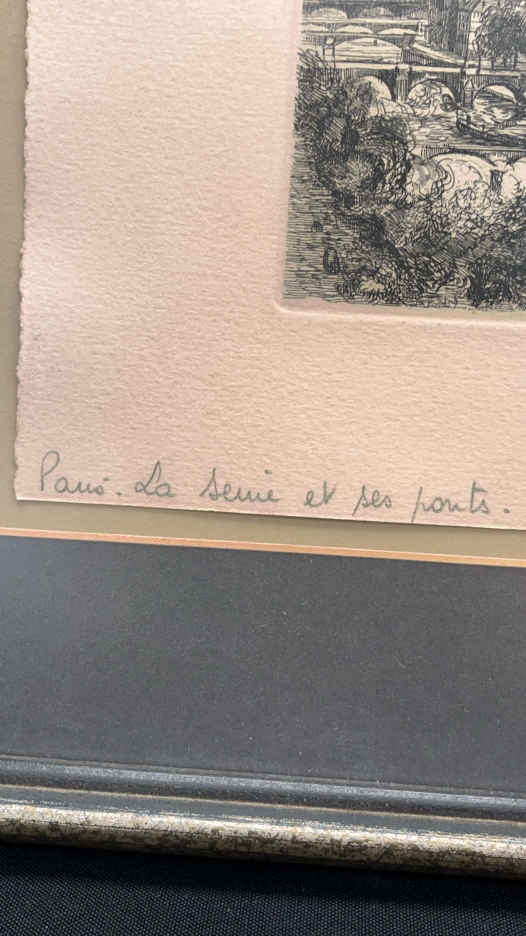 Paris. La Seine et ses ponts.